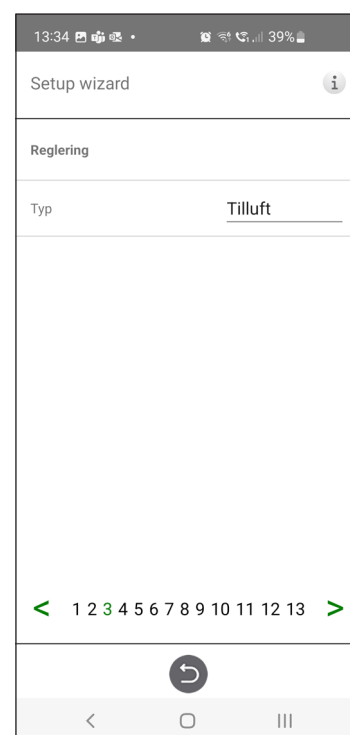 13:34 39%
Setup wizard
Reglering
Typ Tilluft
< 1 2 3 4 5 6 7 8 9 10 11 12 13 >